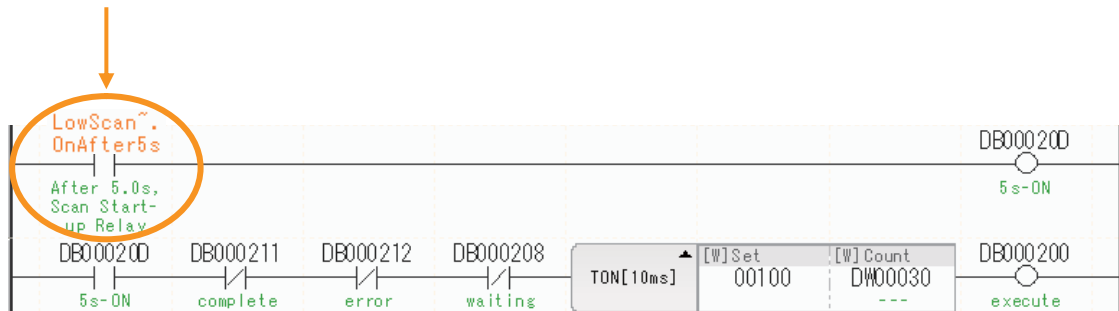 LowScan~.
OnAfter5s
After 5.0s,
Scan Start-
up Relay
DB00020D
5s-ON
DB00020D
5s-ON
DB000211
complete
DB000212
error
DB000208
waiting
TON[10ms]
[W]Set
00100
[W]Count
DW00030
---
DB000200
execute